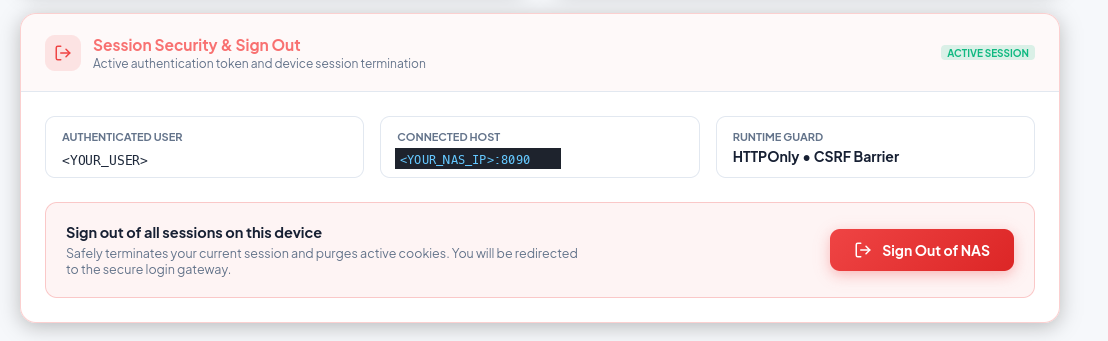 Session Security & Sign Out
Active authentication token and device session termination
ACTIVE SESSION
AUTHENTICATED USER
<YOUR_USER>
CONNECTED HOST
<YOUR_NAS_IP>:8090
RUNTIME GUARD
HTTPOnly • CSRF Barrier
Sign out of all sessions on this device
Safely terminates your current session and purges active cookies. You will be redirected
to the secure login gateway.
Sign Out of NAS